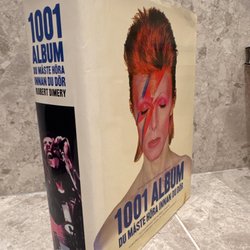 1001
ALBUM
DU MÅSTE HÖRA
INNAN DU DÖR
ROBERT DIMERY
1001 ALBUM
DU MÅSTE HÖRA INNAN DU DÖR